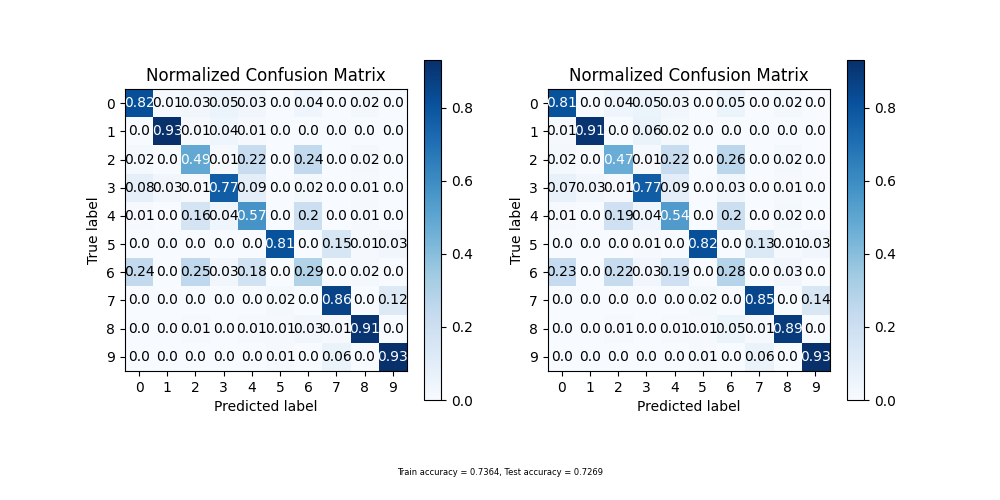 Normalized Confusion Matrix Normalized Confusion Matrix
0 0.82 0.01 0.03 0.05 0.03 0.0 0.04 0.0 0.02 0.0
1 0.0 0.93 0.01 0.04 0.01 0.0 0.0 0.0 0.0 0.0
2 0.02 0.0 0.49 0.01 0.22 0.0 0.24 0.0 0.02 0.0
3 0.08 0.03 0.01 0.77 0.09 0.0 0.02 0.0 0.01 0.0
4 0.01 0.0 0.16 0.04 0.57 0.0 0.2 0.0 0.01 0.0
5 0.0 0.0 0.0 0.0 0.0 0.81 0.0 0.15 0.01 0.03
6 0.24 0.0 0.25 0.03 0.18 0.0 0.29 0.0 0.02 0.0
7 0.0 0.0 0.0 0.0 0.0 0.02 0.0 0.86 0.0 0.12
8 0.0 0.0 0.01 0.0 0.01 0.01 0.03 0.01 0.91 0.0
9 0.0 0.0 0.0 0.0 0.0 0.01 0.0 0.06 0.0 0.93
0 1 2 3 4 5 6 7 8 9
True label
Predicted label
0.8
0.6
0.4
0.2
0.0
0 0.81 0.0 0.04 0.05 0.03 0.0 0.05 0.0 0.02 0.0
1 0.01 0.91 0.0 0.06 0.02 0.0 0.0 0.0 0.0 0.0
2 0.02 0.0 0.47 0.01 0.22 0.0 0.26 0.0 0.02 0.0
3 0.07 0.03 0.01 0.77 0.09 0.0 0.03 0.0 0.01 0.0
4 0.01 0.0 0.19 0.04 0.54 0.0 0.2 0.0 0.02 0.0
5 0.0 0.0 0.0 0.01 0.0 0.82 0.0 0.13 0.01 0.03
6 0.23 0.0 0.22 0.03 0.19 0.0 0.28 0.0 0.03 0.0
7 0.0 0.0 0.0 0.0 0.0 0.02 0.0 0.85 0.0 0.14
8 0.0 0.0 0.01 0.0 0.01 0.01 0.05 0.01 0.89 0.0
9 0.0 0.0 0.0 0.0 0.0 0.01 0.0 0.06 0.0 0.93
0 1 2 3 4 5 6 7 8 9
True label
Predicted label
0.8
0.6
0.4
0.2
0.0
Train accuracy = 0.7364, Test accuracy = 0.7269